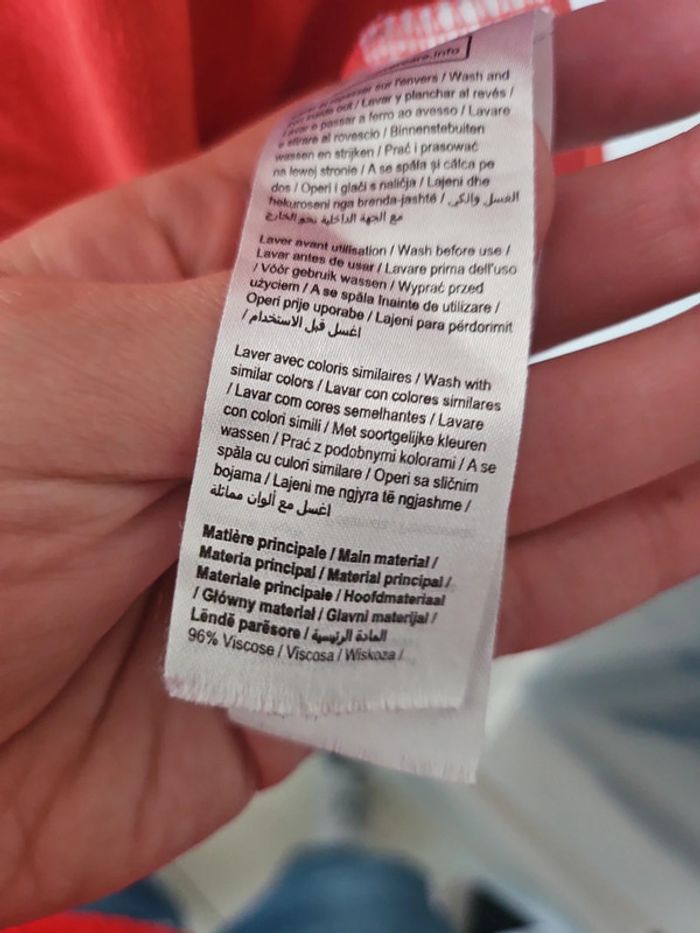 sur l'envers / Wash and
out / Lavar y planchar al revés /
passar a ferro ao avesso / Lavare
e stirare al rovescio / Binnenstebuiten
wassen en strijken / Prać i prasować
na lewej stronie / A se spăla și călca pe
dos / Operi i glači s naličja / Lajeni dhe
hekuroseni nga brenda-jashtë / الغسل والكي
مع الجهة الداخلية نحو الخارج
Laver avant utilisation / Wash before use /
Lavar antes de usar / Lavare prima dell'uso
/ Vóór gebruik wassen / Wyprać przed
użyciem / A se spăla înainte de utilizare /
Operi prije uporabe / Lajeni para përdorimit
/ اغسل قبل الاستخدام
Laver avec coloris similaires / Wash with
similar colors / Lavar con colores similares
/ Lavar com cores semelhantes / Lavare
con colori simili / Met soortgelijke kleuren
wassen / Prać z podobnymi kolorami / A se
spăla cu culori similare / Operi sa sličnim
bojama / Lajeni me ngjyra të ngjashme /
اغسل مع ألوان مماثلة
Matière principale / Main material /
Materia principal / Material principal /
Materiale principale / Hoofdmateriaal
/ Główny materiał / Glavni materijal /
Lëndë parësore / المادة الرئيسية
96% Viscose / Viscosa / Wiskoza /